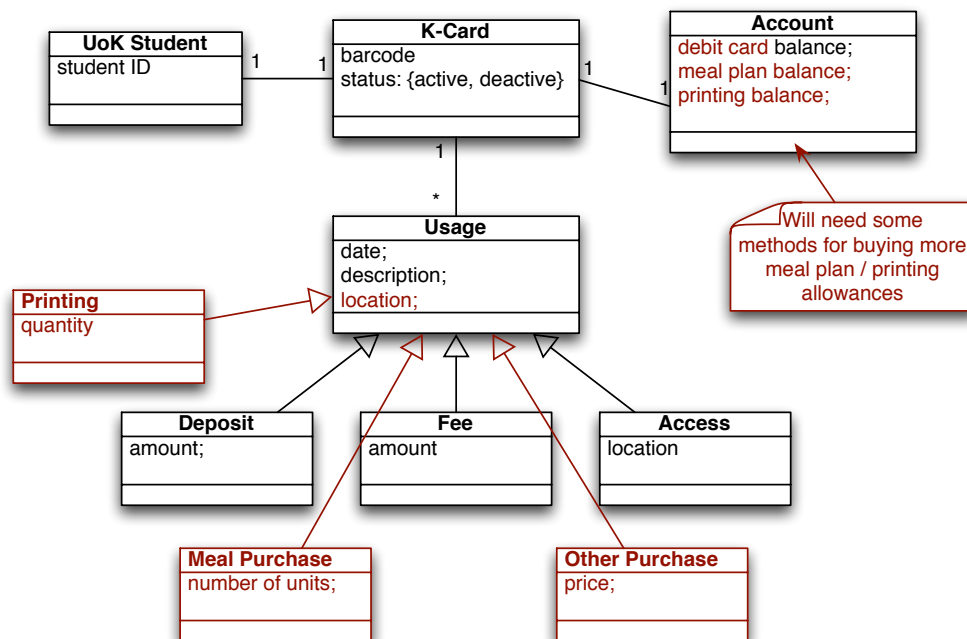 UoK Student
student ID
1
1
K-Card
barcode
status: {active, deactive}
1
1
Account
debit card balance;
meal plan balance;
printing balance;
1
*
Will need some
methods for buying more
meal plan / printing
allowances
Usage
date;
description;
location;
Printing
quantity
Deposit
amount;
Fee
amount
Access
location
Meal Purchase
number of units;
Other Purchase
price;